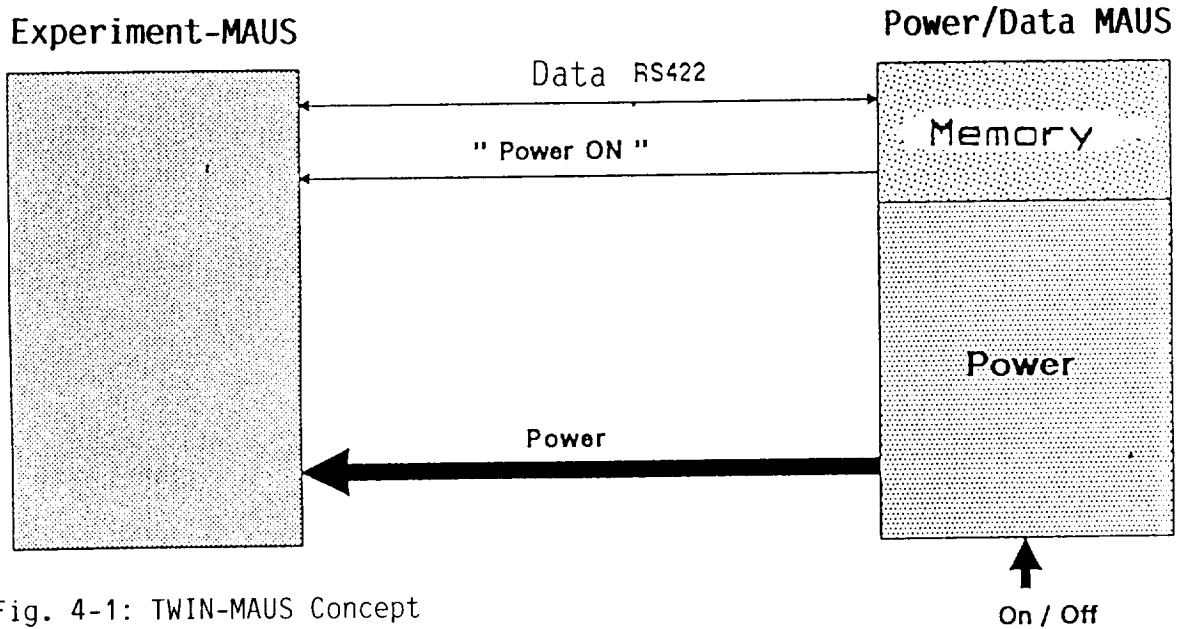 Experiment-MAUS
Power/Data MAUS
Data RS422
" Power ON "
Memory
Power
Power
On / Off
Fig. 4-1: TWIN-MAUS Concept